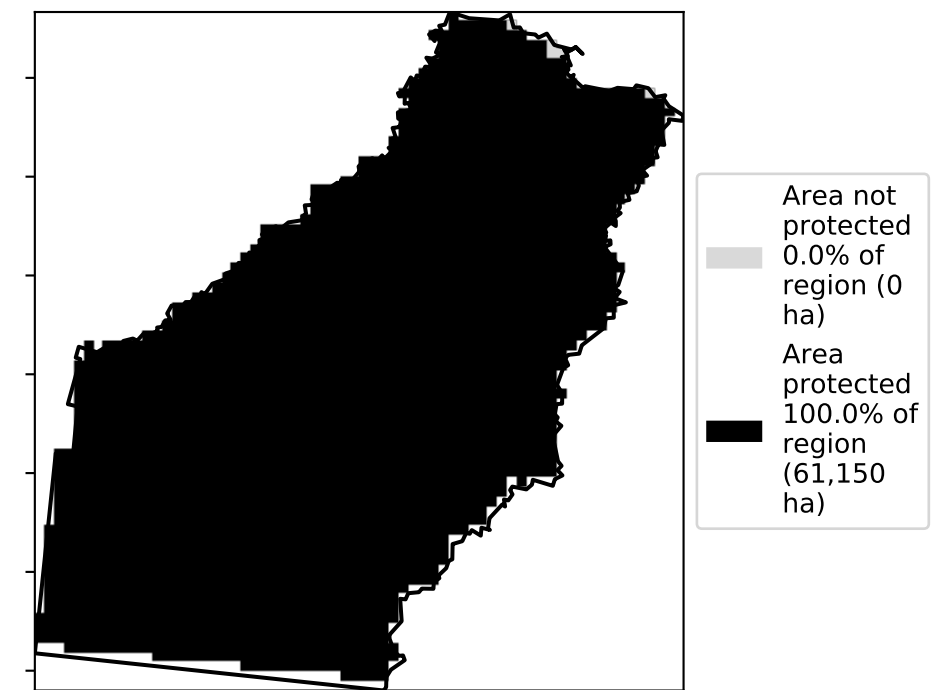 Area not
protected
0.0% of
region (0
ha)
Area
protected
100.0% of
region
(61,150
ha)